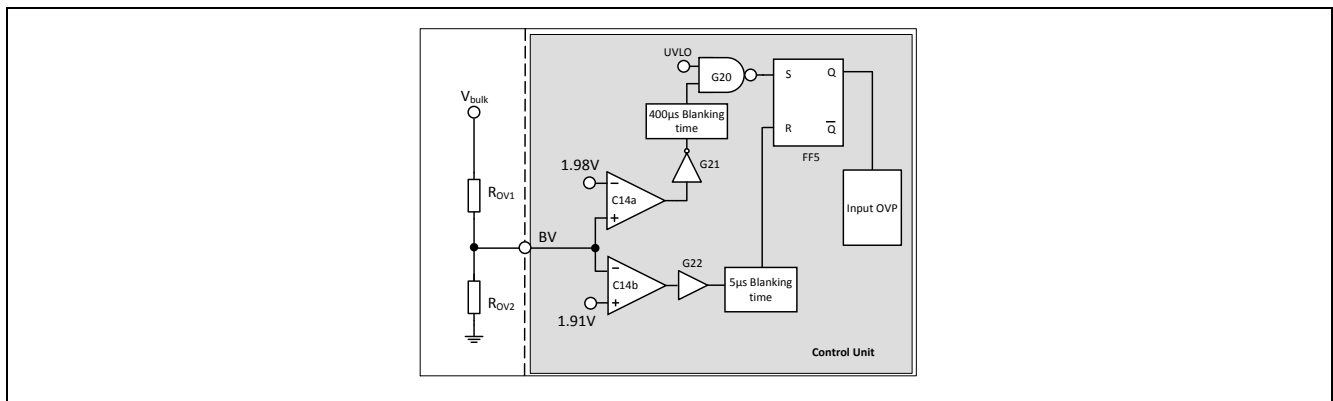 UVLO
G20
S
Q
R
Q
FF5
V_bulk
400µs Blanking
time
G21
1.98V
C14a
R_OV1
BV
Input OVP
G22
C14b
5µs Blanking
time
R_OV2
1.91V
Control Unit